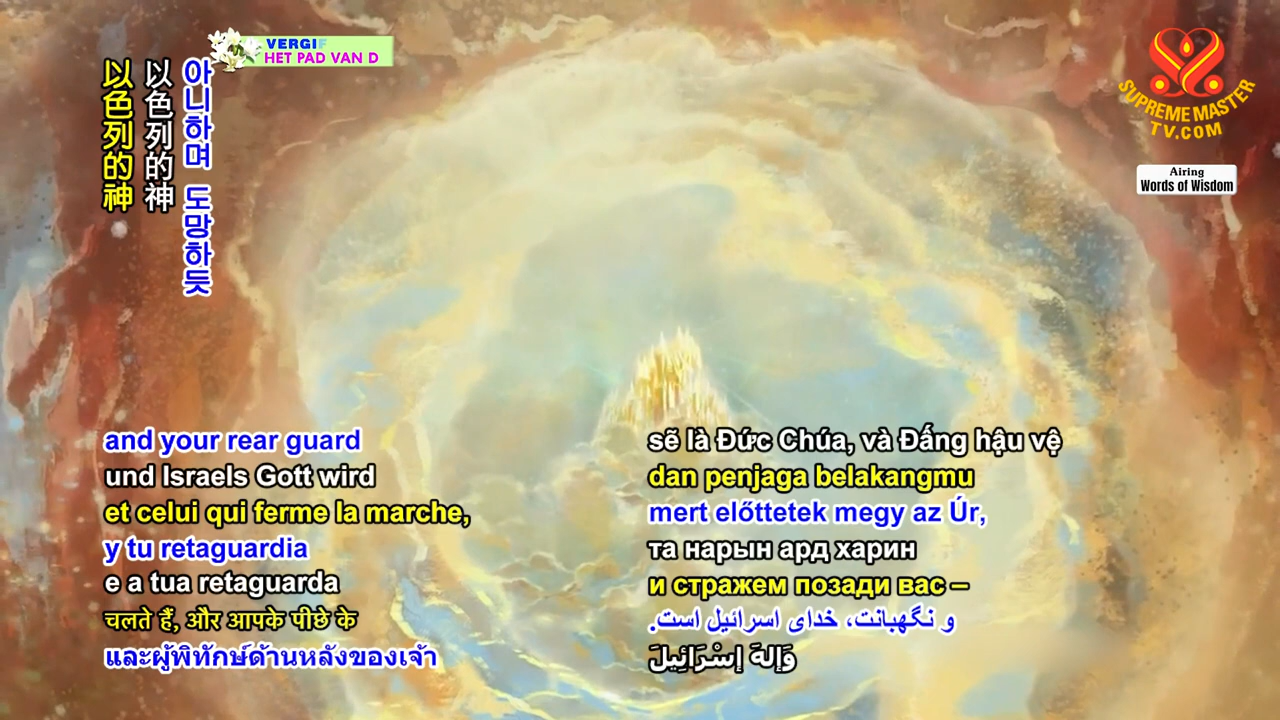 VERGIF
HET PAD VAN D
SUPREME MASTER
TV.COM
Airing
Words of Wisdom
아니하며 도망하듯
以色列的神
以色列的神
and your rear guard
und Israels Gott wird
et celui qui ferme la marche,
y tu retaguardia
e a tua retaguarda
चलते हैं, और आपके पीछे के
และผู้พิทักษ์ด้านหลังของเจ้า
sẽ là Đức Chúa, và Đấng hậu vệ
dan penjaga belakangmu
mert előttetek megy az Úr,
та нарын ард харин
и стражем позади вас –
و نگهبانت، خدای اسرائیل است.
وَإِلهَ إِسْرَائِيلَ